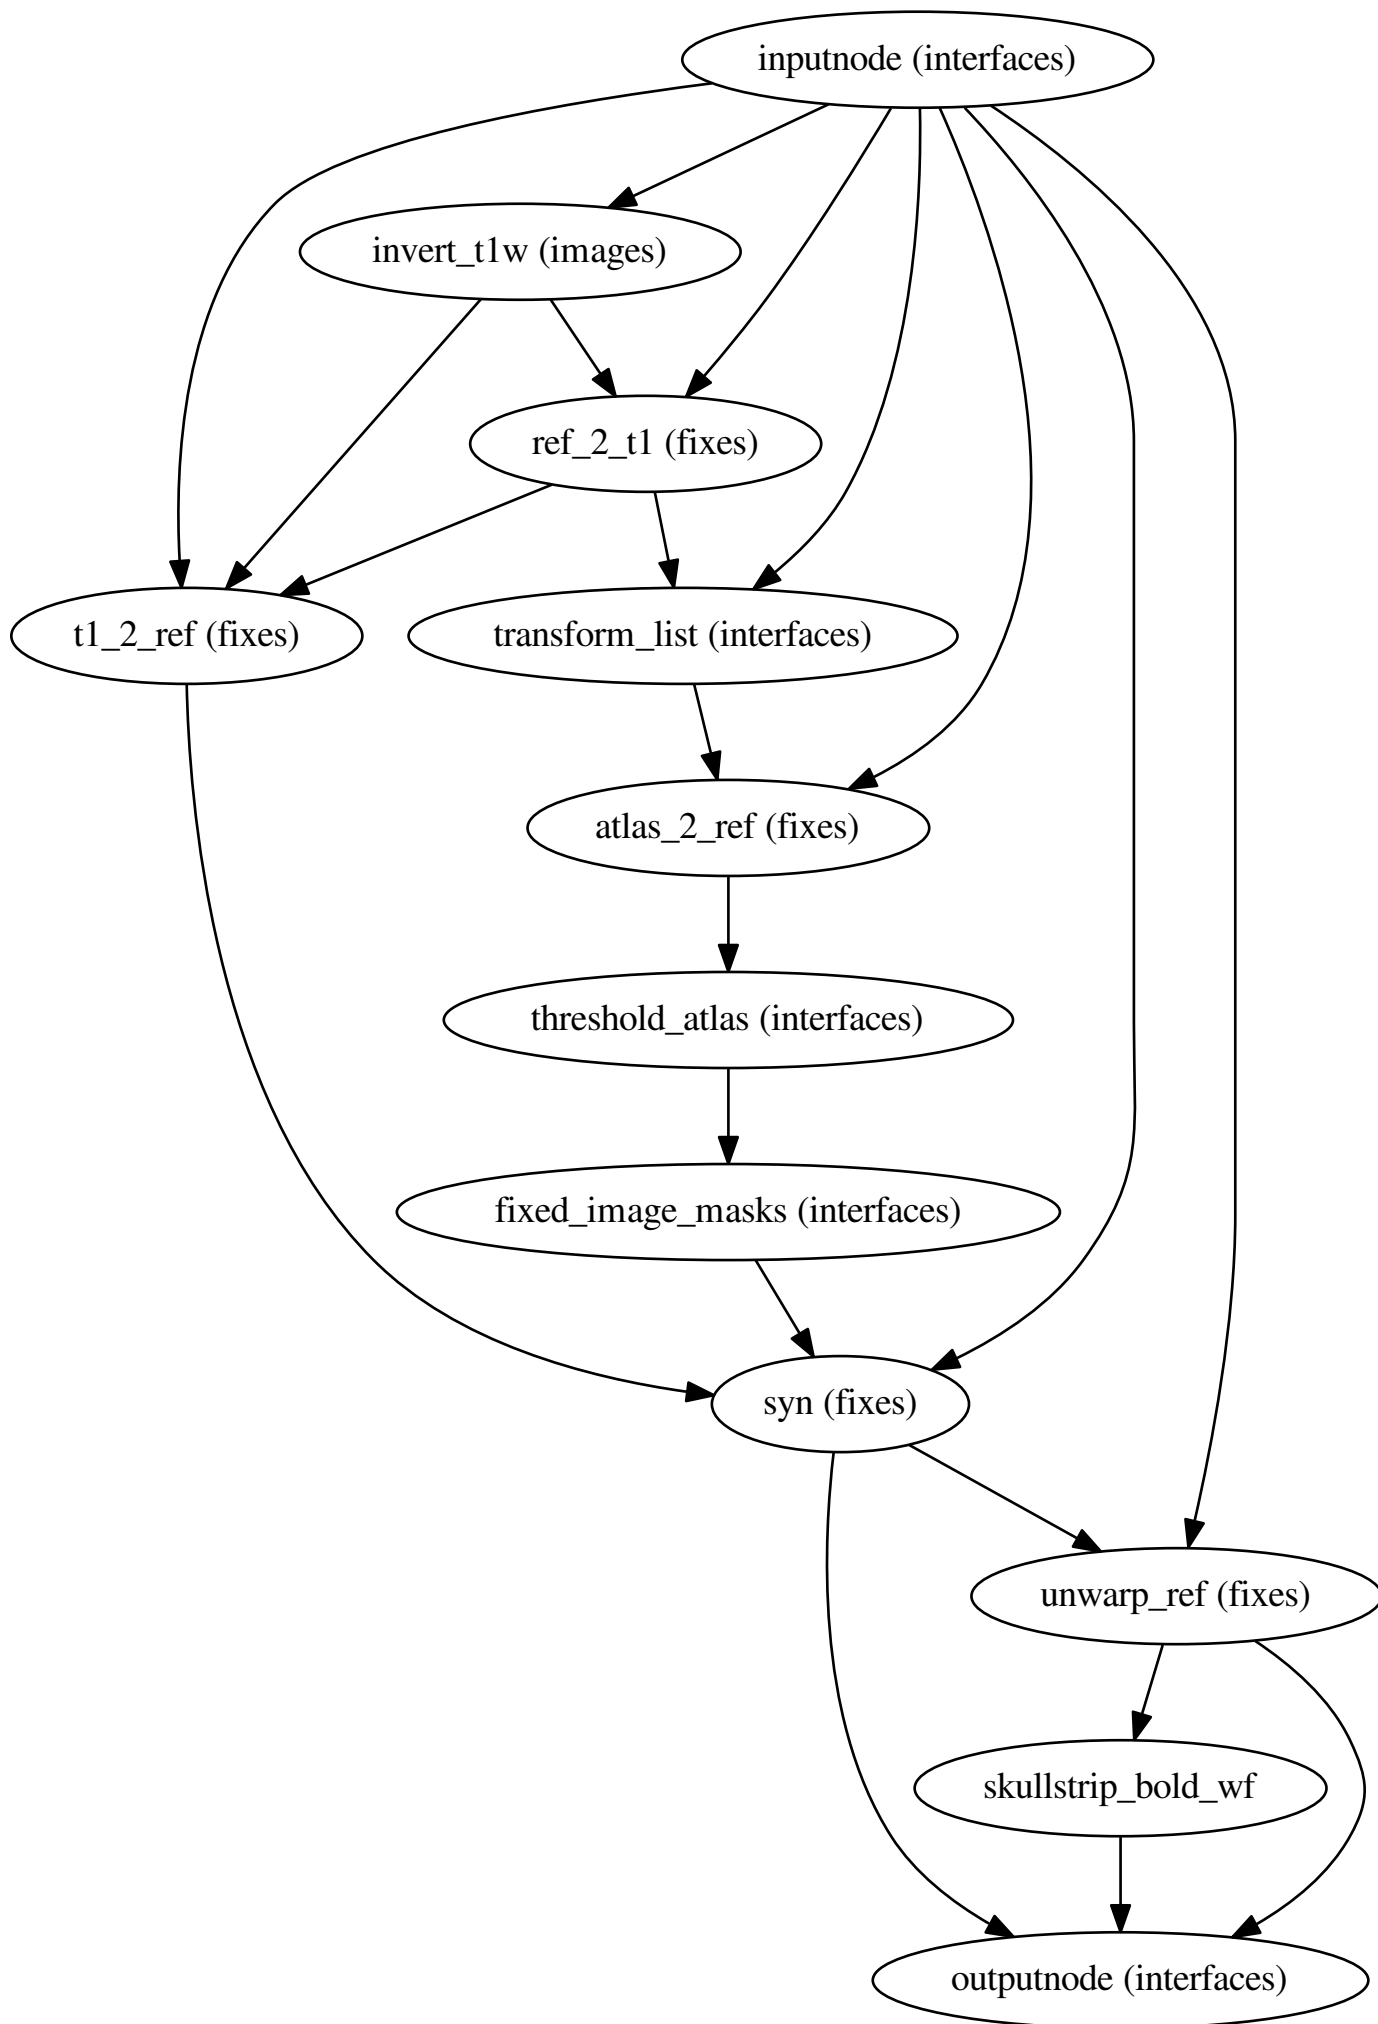 inputnode (interfaces)
invert_t1w (images)
ref_2_t1 (fixes)
t1_2_ref (fixes)
transform_list (interfaces)
atlas_2_ref (fixes)
threshold_atlas (interfaces)
fixed_image_masks (interfaces)
syn (fixes)
unwarp_ref (fixes)
skullstrip_bold_wf
outputnode (interfaces)